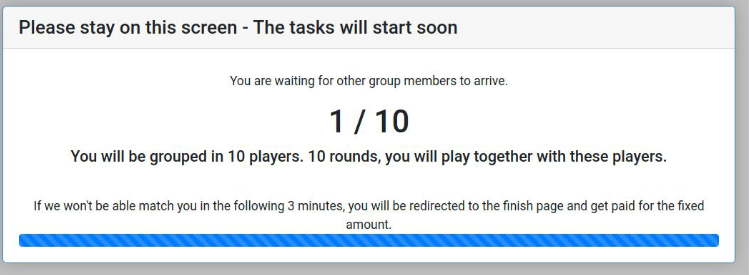 Please stay on this screen - The tasks will start soon
You are waiting for other group members to arrive.
1 / 10
You will be grouped in 10 players. 10 rounds, you will play together with these players.
If we won't be able match you in the following 3 minutes, you will be redirected to the finish page and get paid for the fixed
amount.